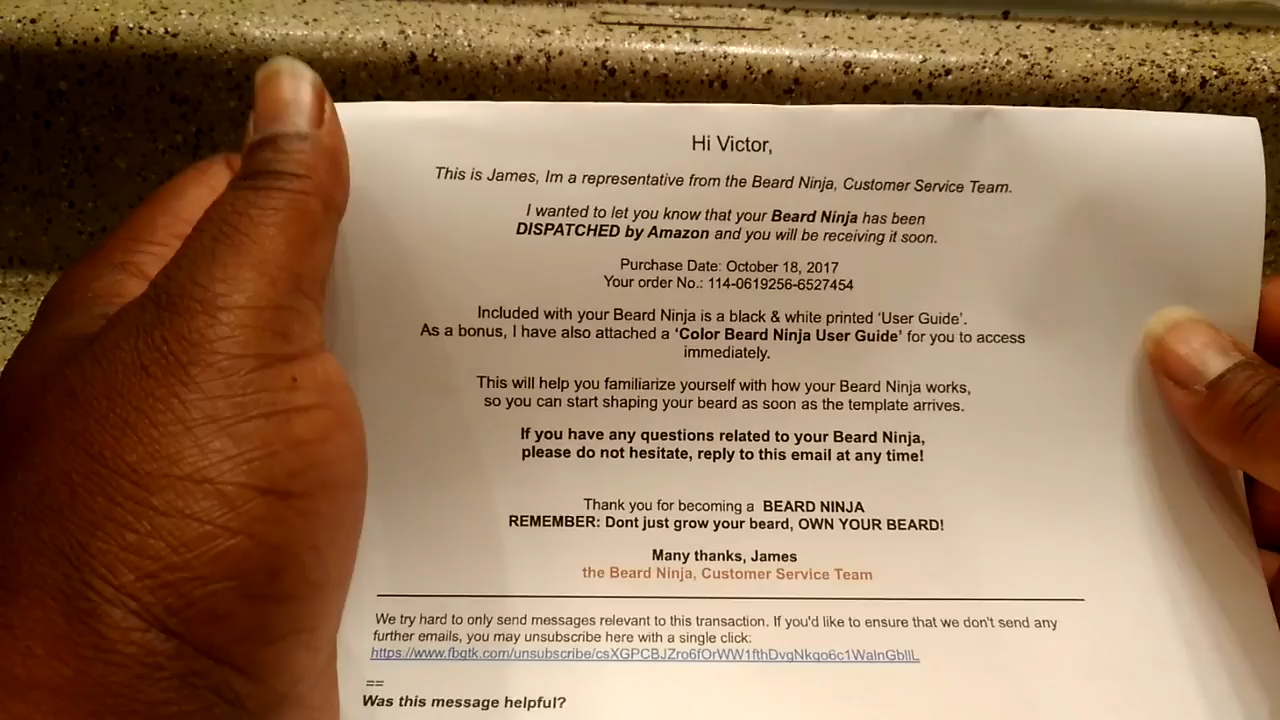 Hi Victor,
This is James, Im a representative from the Beard Ninja, Customer Service Team.
I wanted to let you know that your Beard Ninja has been
DISPATCHED by Amazon and you will be receiving it soon.
Purchase Date: October 18, 2017
Your order No.: 114-0619256-6527454
Included with your Beard Ninja is a black & white printed ‘User Guide’.
As a bonus, I have also attached a ‘Color Beard Ninja User Guide’ for you to access
immediately.
This will help you familiarize yourself with how your Beard Ninja works,
so you can start shaping your beard as soon as the template arrives.
If you have any questions related to your Beard Ninja,
please do not hesitate, reply to this email at any time!
Thank you for becoming a BEARD NINJA
REMEMBER: Dont just grow your beard, OWN YOUR BEARD!
Many thanks, James
the Beard Ninja, Customer Service Team
We try hard to only send messages relevant to this transaction. If you'd like to ensure that we don't send any
further emails, you may unsubscribe here with a single click:
==
Was this message helpful?